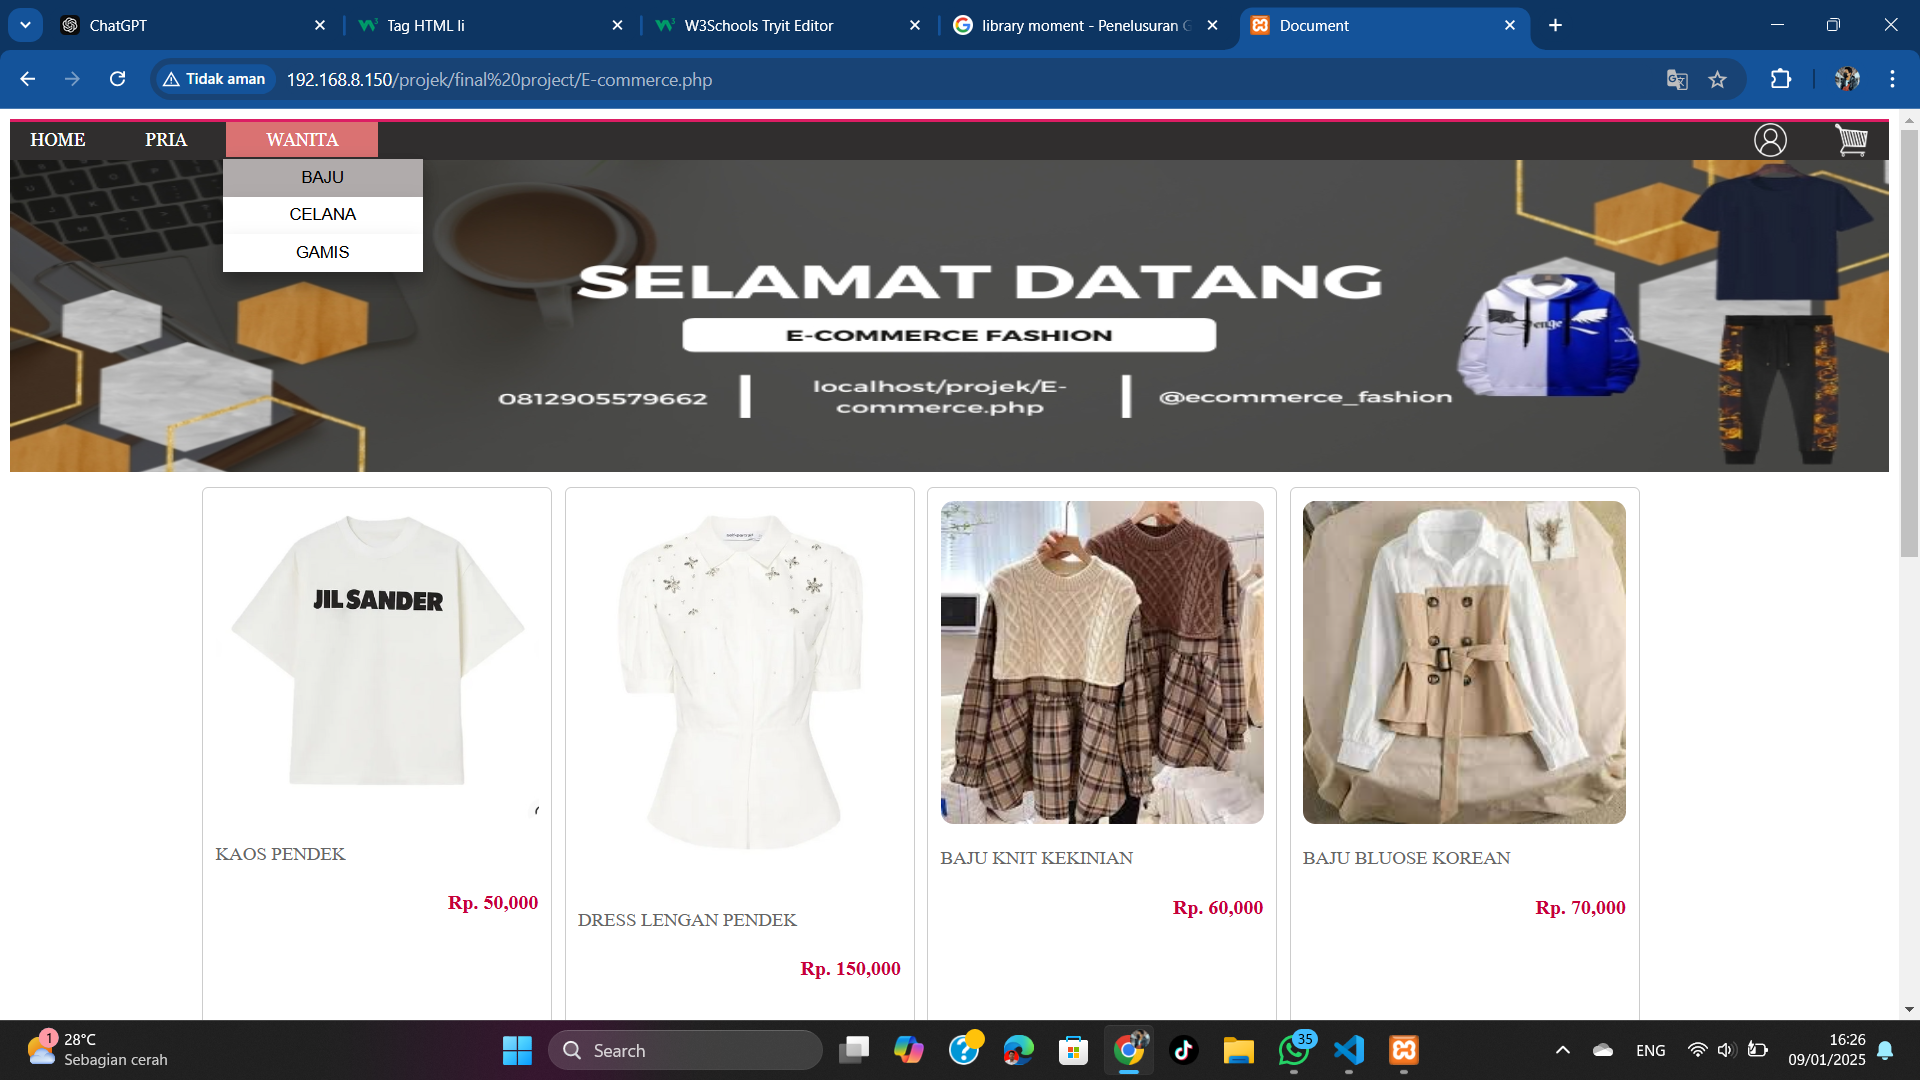 ChatGPT
Tag HTML li
W3Schools Tryit Editor
library moment - Penelusuran G
Document
Tidak aman
192.168.8.150/projek/final%20project/E-commerce.php
HOME
PRIA
WANITA
BAJU
CELANA
GAMIS
SELAMAT DATANG
E-COMMERCE FASHION
0812905579662
localhost/projek/E-
commerce.php
@ecommerce_fashion
JIL SANDER
KAOS PENDEK
Rp. 50,000
DRESS LENGAN PENDEK
Rp. 150,000
BAJU KNIT KEKINIAN
Rp. 60,000
BAJU BLUOSE KOREAN
Rp. 70,000
1
28°C
Sebagian cerah
Search
35
ENG
16:26
09/01/2025